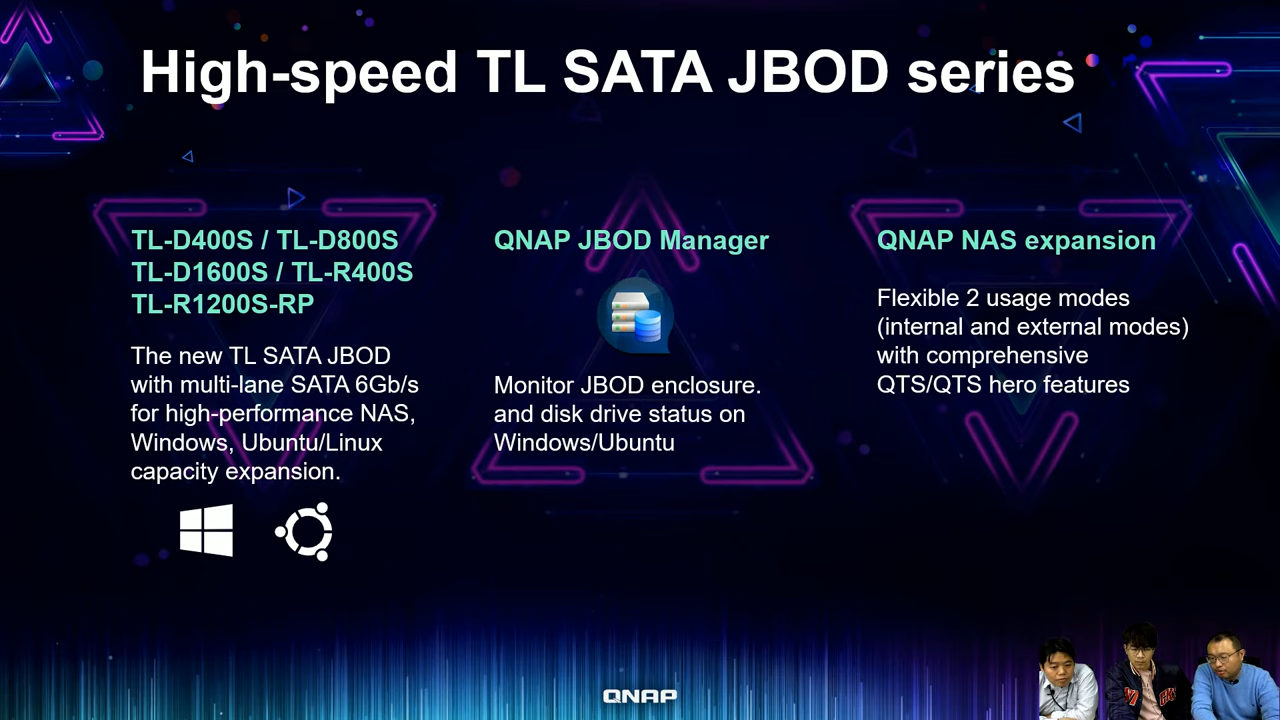 High-speed TL SATA JBOD series
TL-D400S / TL-D800S
TL-D1600S / TL-R400S
TL-R1200S-RP
The new TL SATA JBOD
with multi-lane SATA 6Gb/s
for high-performance NAS,
Windows, Ubuntu/Linux
capacity expansion.
QNAP JBOD Manager
Monitor JBOD enclosure.
and disk drive status on
Windows/Ubuntu
QNAP NAS expansion
Flexible 2 usage modes
(internal and external modes)
with comprehensive
QTS/QTS hero features
QNAP